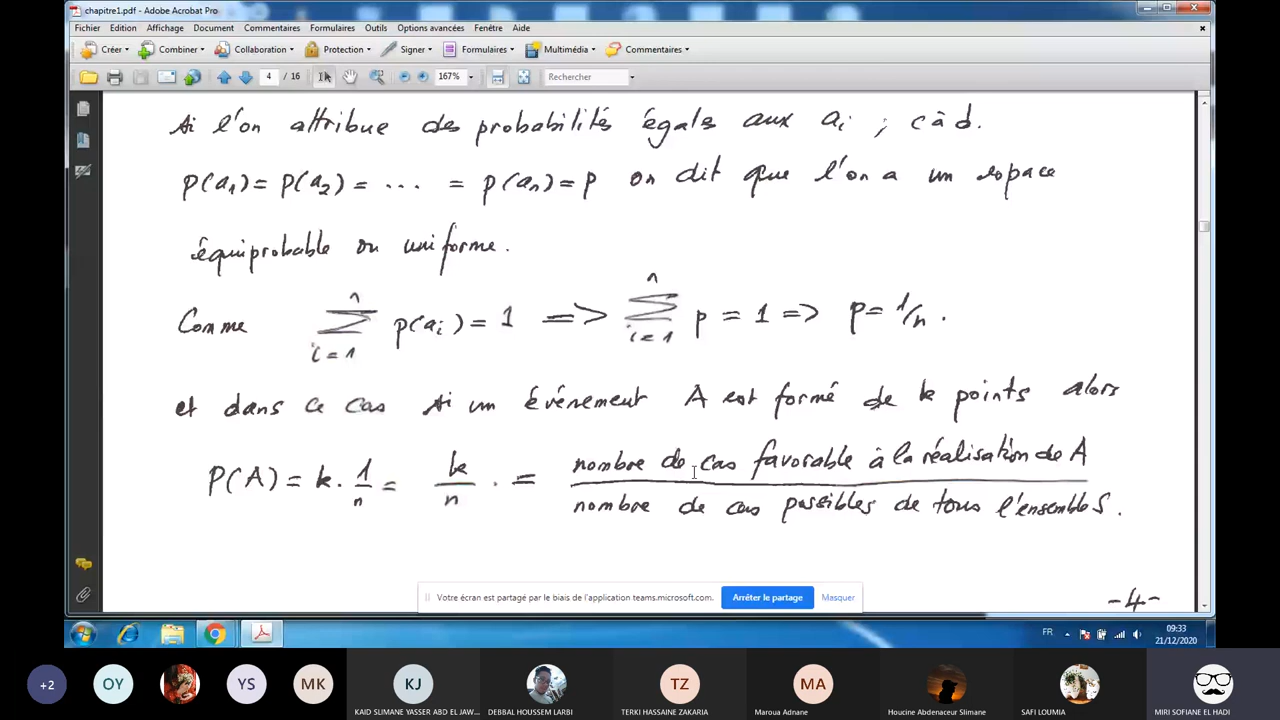 chapitre1.pdf - Adobe Acrobat Pro
Fichier Edition Affichage Document Commentaires Formulaires Outils Options avancées Fenêtre Aide
Créer Combiner Collaboration Protection Signer Formulaires Multimédia Commentaires
4 / 16 167% Rechercher
Si l'on attribue des probabilités égales aux ai ; càd.
p(a1) = p(a2) = ... = p(an) = p on dit que l'on a un espace
équiprobable ou uniforme.
Comme ∑_{i=1}^{n} p(ai) = 1 => ∑_{i=1}^{n} p = 1 => p = 1/n .
et dans ce cas si un événement A est formé de k points alors
P(A) = k . 1/n = k/n . = nombre de cas favorable à la réalisation de A
nombre de cas possibles de tous l'ensemble S .
Votre écran est partagé par le biais de l'application teams.microsoft.com. Arrêter le partage Masquer
-4-
FR 09:33
21/12/2020
+2 OY YS MK KJ TZ MA
KAID SLIMANE YASSER ABD EL JAW... DEBBAL HOUSSEM LARBI TERKI HASSAINE ZAKARIA Maroua Adnane Houcine Abdenaceur Slimane SAFI LOUMIA MIRI SOFIANE EL HADI